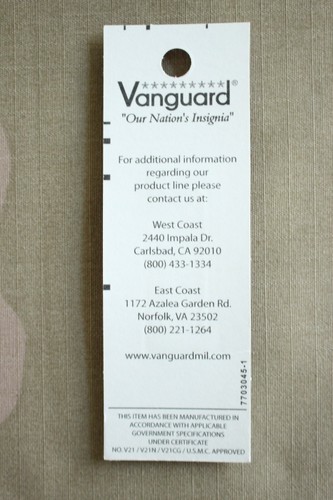 *********
Vanguard®
"Our Nation's Insignia"
For additional information
regarding our
product line please
contact us at:
West Coast
2440 Impala Dr.
Carlsbad, CA 92010
(800) 433-1334
East Coast
1172 Azalea Garden Rd.
Norfolk, VA 23502
(800) 221-1264
www.vanguardmil.com
7703045-1
THIS ITEM HAS BEEN MANUFACTURED IN
ACCORDANCE WITH APPLICABLE
GOVERNMENT SPECIFICATIONS
UNDER CERTIFICATE
NO. V21 / V21N / V21CG / U.S.M.C. APPROVED